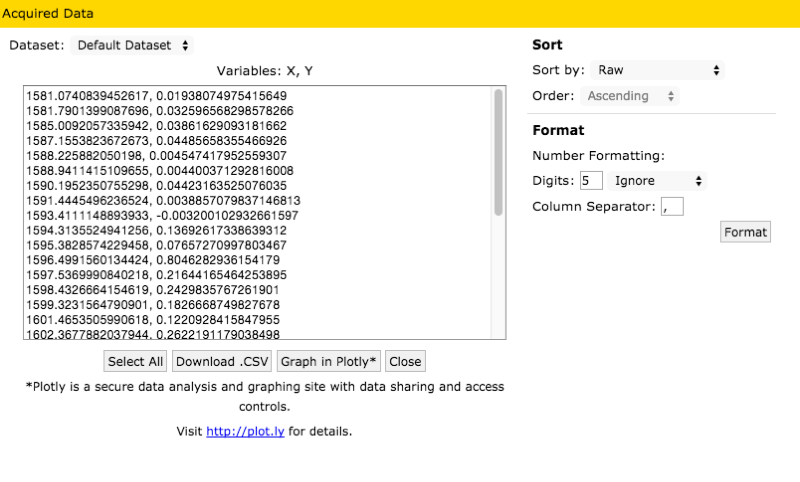 Acquired Data
Dataset: Default Dataset
Variables: X, Y
1581.0740839452617, 0.01938074975415649
1581.7901399087696, 0.032596568298578266
1585.0092057335942, 0.03861629093181662
1587.1553823672673, 0.04485658355466926
1588.225882050198, 0.004547417952559307
1588.9411415109655, 0.004400371292816008
1590.1952350755298, 0.04423163525076035
1591.4445496236524, 0.0038857079837146813
1593.4111148893933, -0.003200102932661597
1594.3135524941256, 0.13692617338639312
1595.3828574229458, 0.07657270997803467
1596.4991560134424, 0.8046282936154179
1597.5369990840218, 0.21644165464253895
1598.4326664154619, 0.2429835767261901
1599.3231564790901, 0.1826668749827678
1601.4653505990618, 0.1220928415847955
1602.3677882037944, 0.2622191179038498
Select All Download .CSV Graph in Plotly* Close
*Plotly is a secure data analysis and graphing site with data sharing and access
controls.
Visit http://plot.ly for details.
Sort
Sort by: Raw
Order: Ascending
Format
Number Formatting:
Digits: 5 Ignore
Column Separator: ,
Format